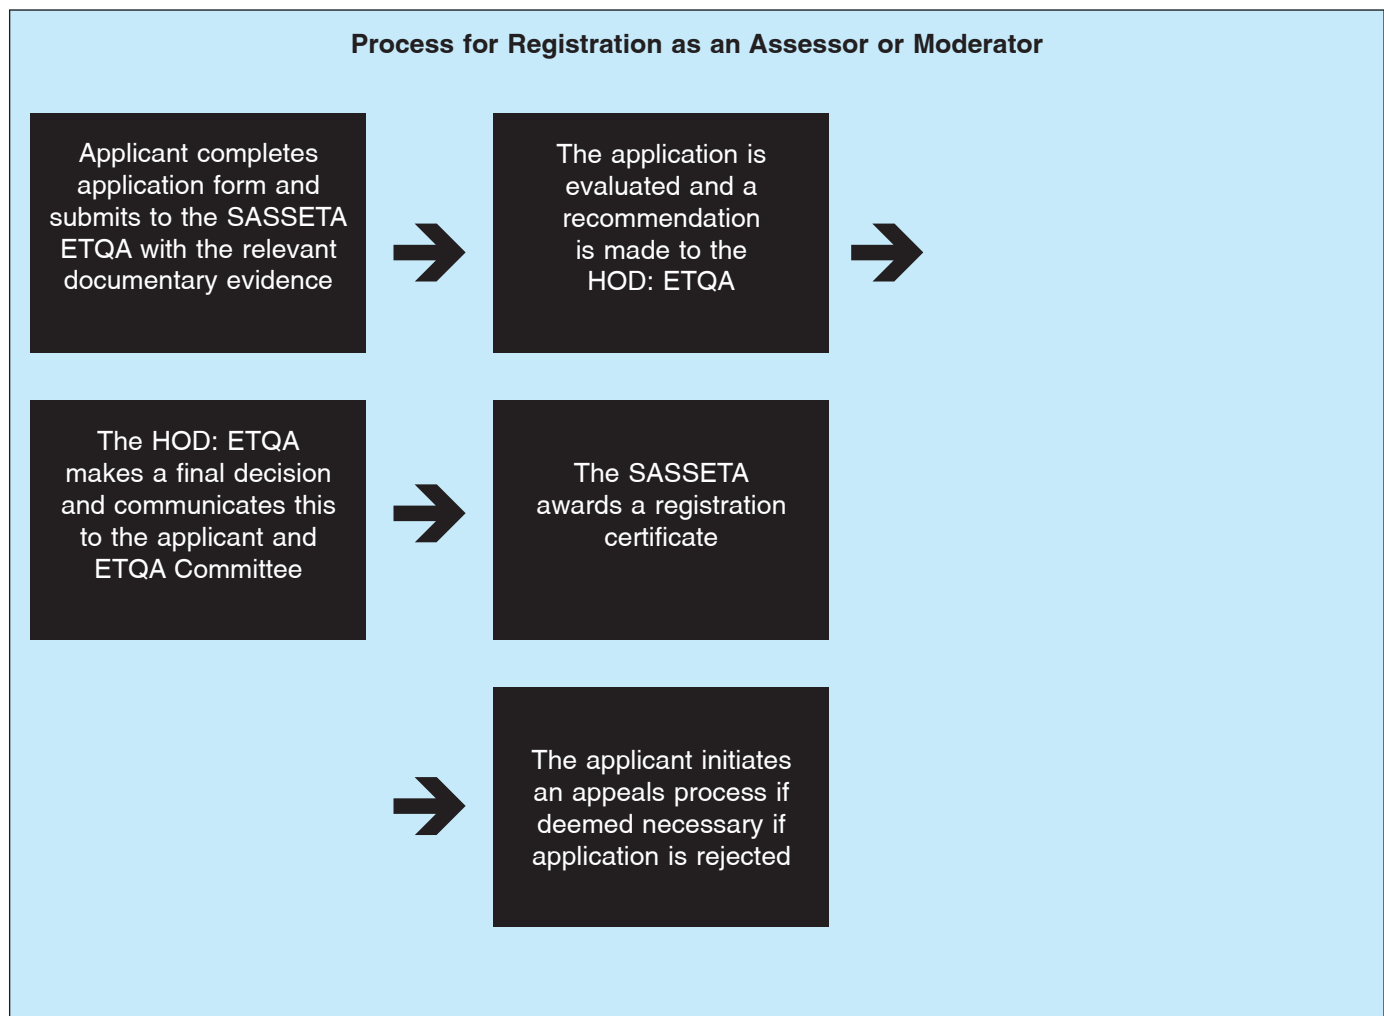 Process for Registration as an Assessor or Moderator
Applicant completes
application form and
submits to the SASSETA
ETQA with the relevant
documentary evidence
The application is
evaluated and a
recommendation
is made to the
HOD: ETQA
The HOD: ETQA
makes a final decision
and communicates this
to the applicant and
ETQA Committee
The SASSETA
awards a registration
certificate
The applicant initiates
an appeals process if
deemed necessary if
application is rejected